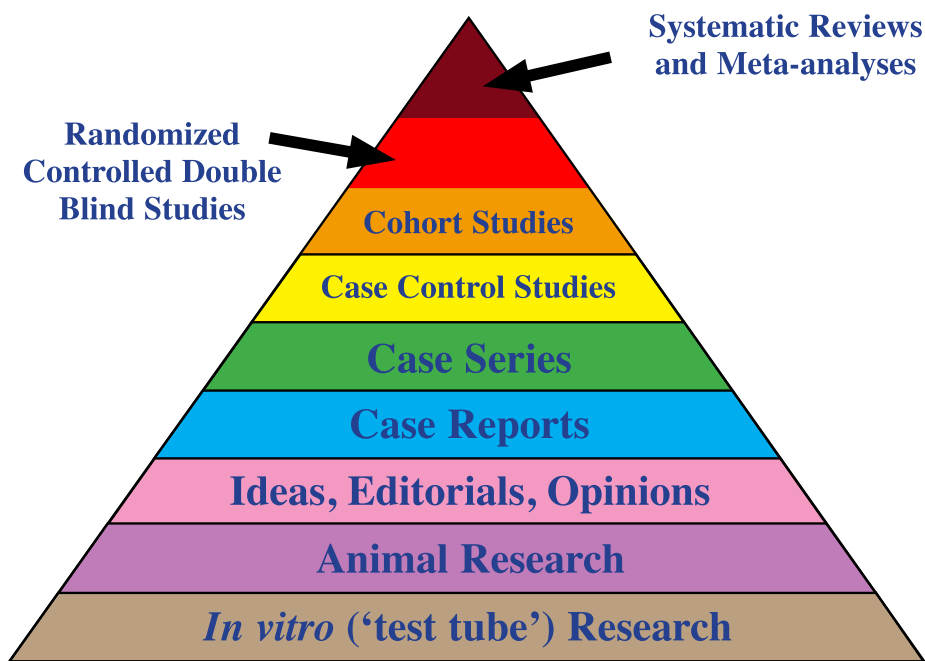 Systematic Reviews
and Meta-analyses
Randomized
Controlled Double
Blind Studies
Cohort Studies
Case Control Studies
Case Series
Case Reports
Ideas, Editorials, Opinions
Animal Research
In vitro (‘test tube’) Research